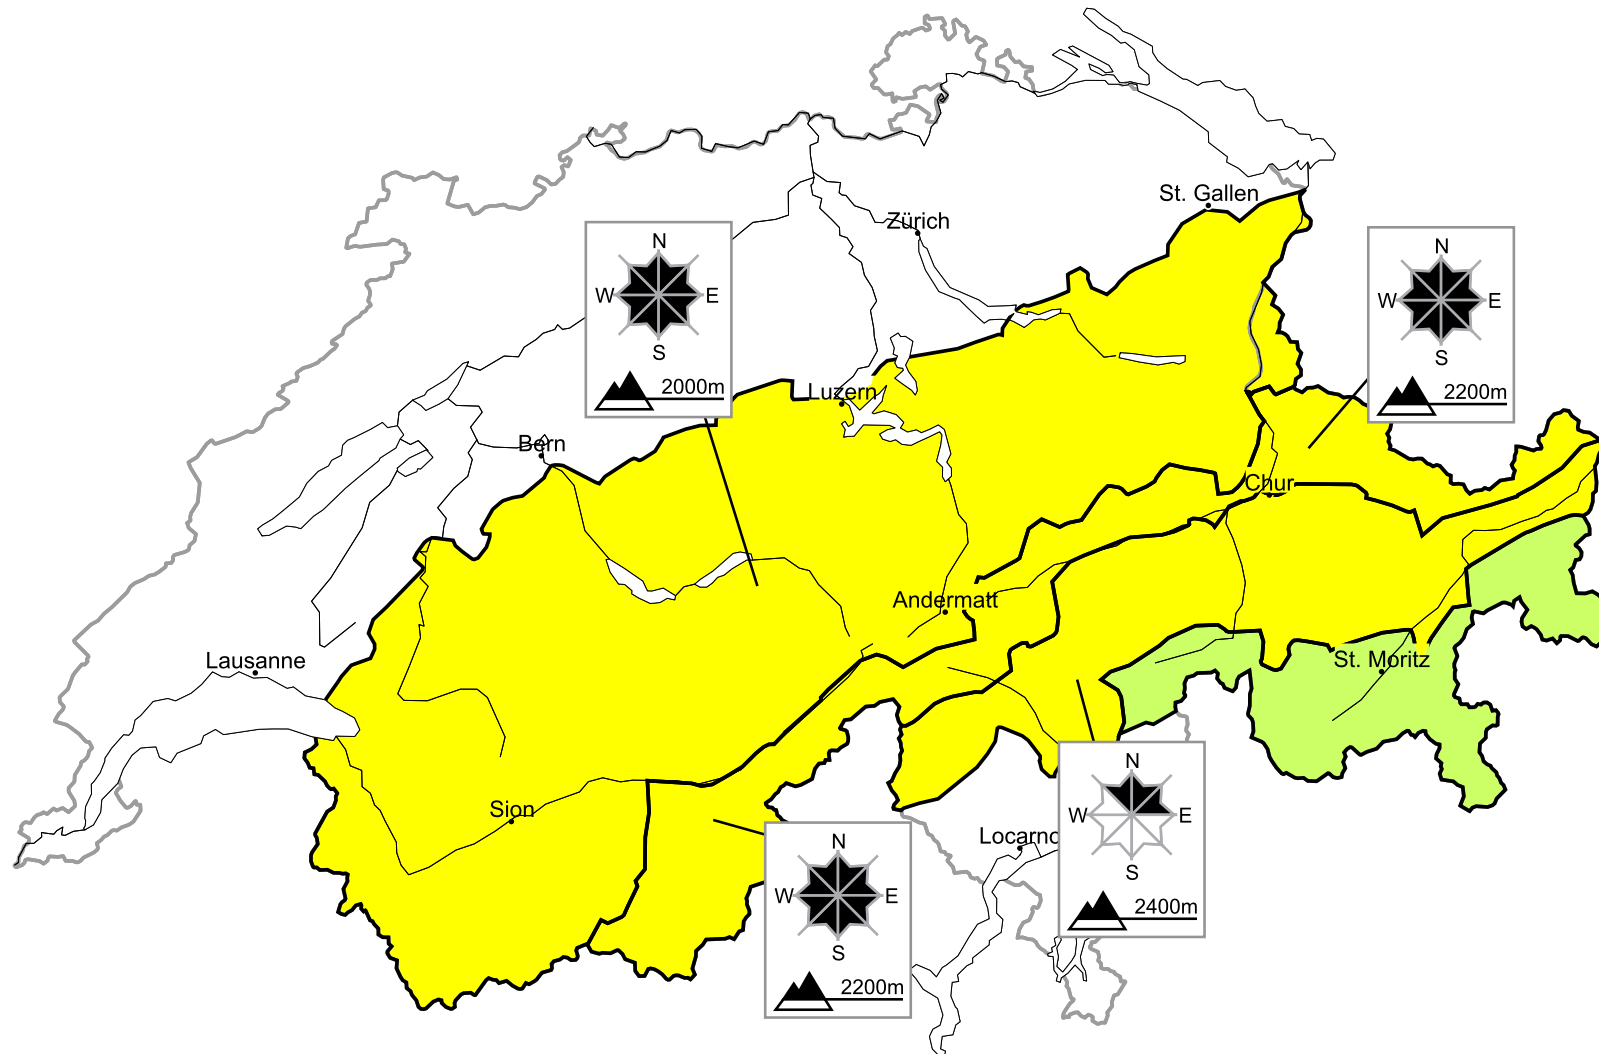 St. Gallen
Zürich
N
W E
S
2000m
N
W E
S
2200m
Luzern
Bern
Chur
Andermatt
Lausanne
St. Moritz
Sion
Locarno
N
W E
S
2400m
N
W E
S
2200m